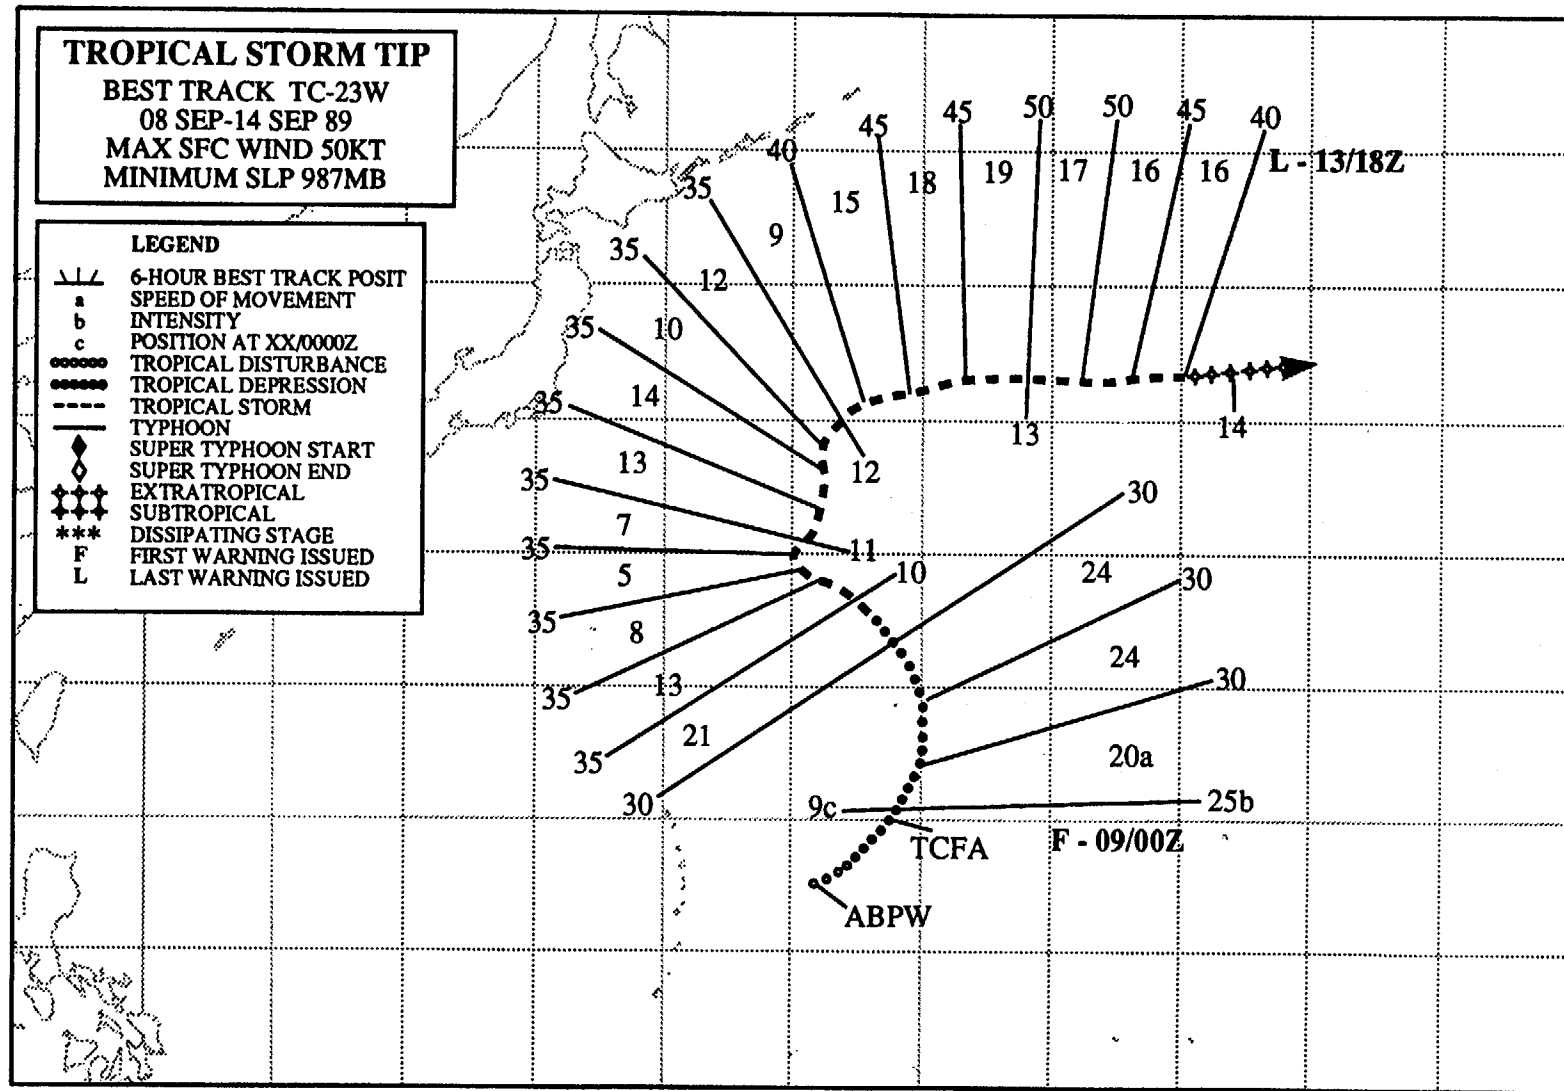 TROPICAL STORM TIP
BEST TRACK TC-23W
08 SEP-14 SEP 89
MAX SFC WIND 50KT
MINIMUM SLP 987MB
LEGEND
6-HOUR BEST TRACK POSIT
a SPEED OF MOVEMENT
b INTENSITY
c POSITION AT XX/0000Z
TROPICAL DISTURBANCE
TROPICAL DEPRESSION
TROPICAL STORM
TYPHOON
SUPER TYPHOON START
SUPER TYPHOON END
EXTRATROPICAL
SUBTROPICAL
*** DISSIPATING STAGE
F FIRST WARNING ISSUED
L LAST WARNING ISSUED
45
50
50
45
40
45
40
35
L - 13/18Z
19
17
16
16
18
15
9
35
12
35
10
14
35
13
14
13
12
35
7
30
35
11
5
10
24
30
35
8
24
35
13
30
21
35
20a
30
9c
25b
TCFA
F - 09/00Z
ABPW